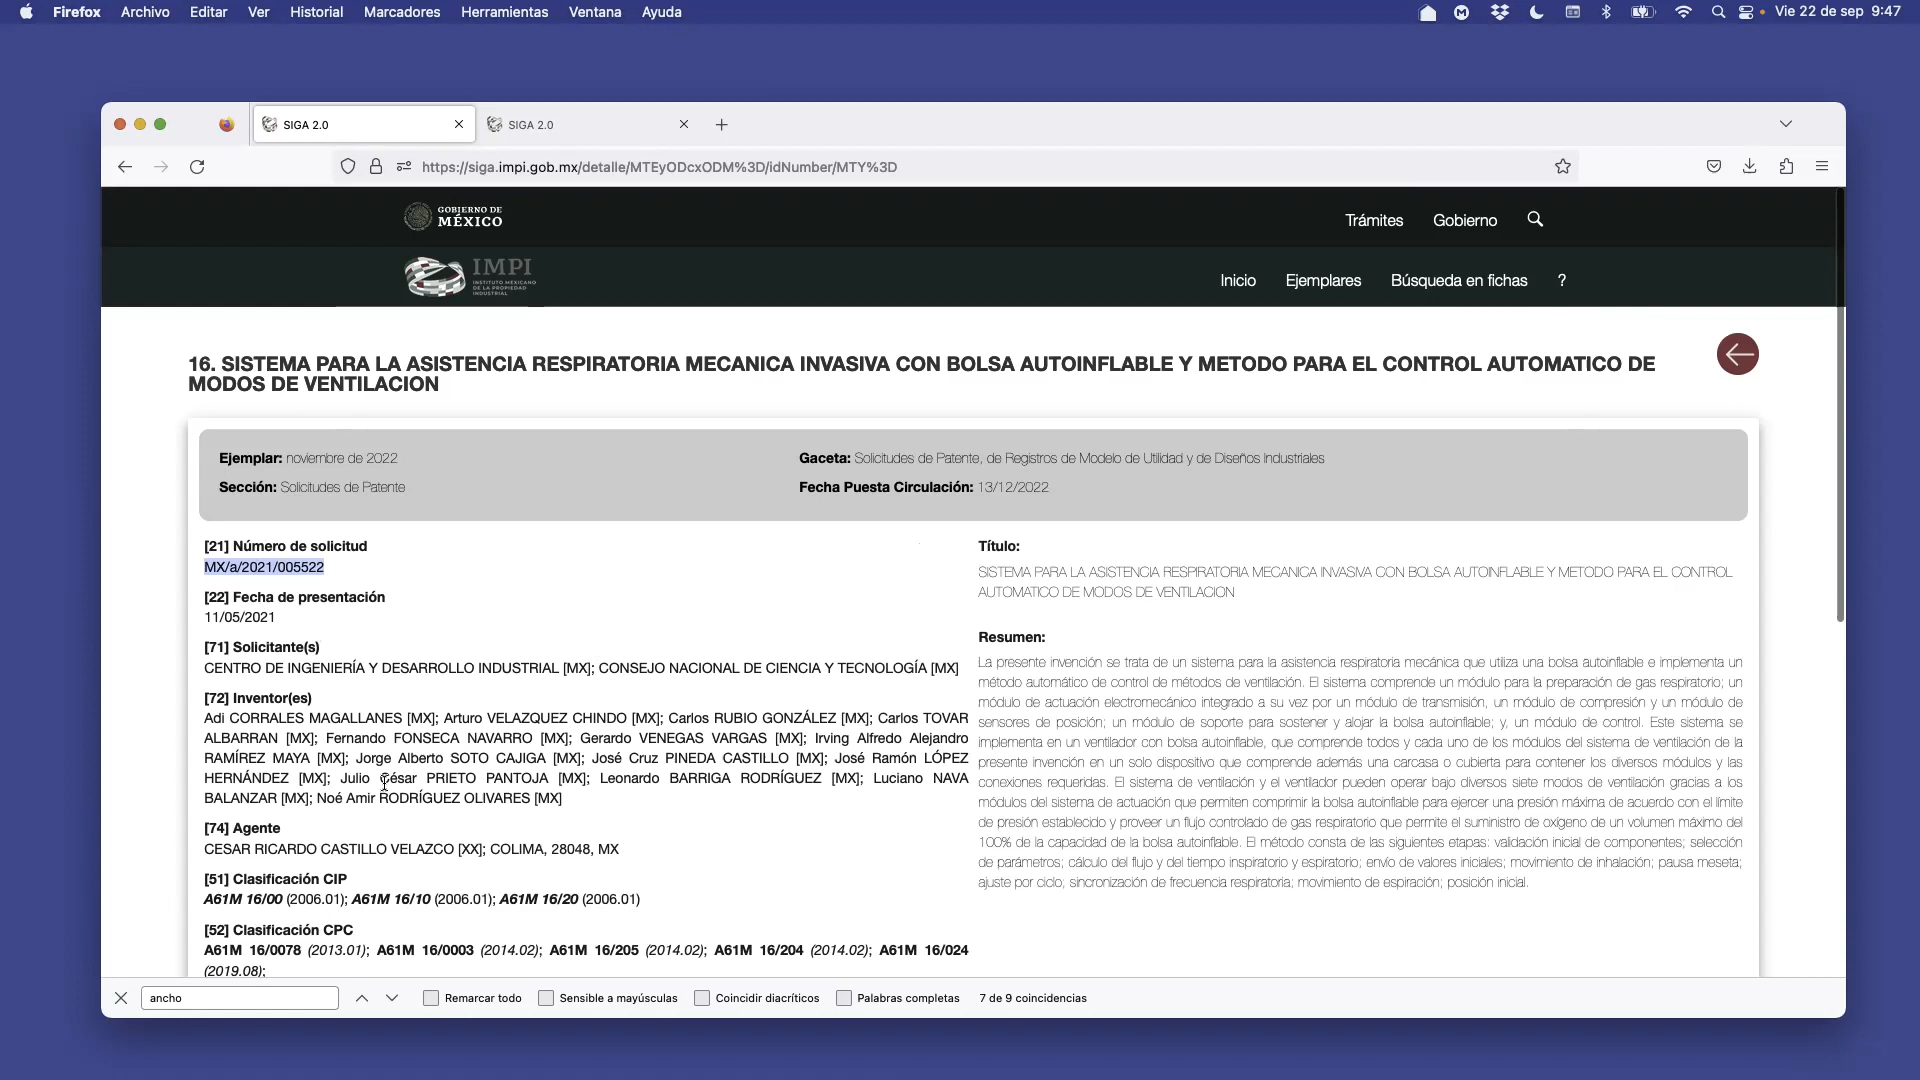 Firefox Archivo Editar Ver Historial Marcadores Herramientas Ventana Ayuda Vie 22 de sep 9:47
SIGA 2.0
SIGA 2.0
https://siga.impi.gob.mx/detalle/MTEyODcxODM%3D/idNumber/MTY%3D
GOBIERNO DE
MÉXICO
Trámites Gobierno
IMPI
INSTITUTO MEXICANO
DE LA PROPIEDAD
INDUSTRIAL
Inicio Ejemplares Búsqueda en fichas ?
16. SISTEMA PARA LA ASISTENCIA RESPIRATORIA MECANICA INVASIVA CON BOLSA AUTOINFLABLE Y METODO PARA EL CONTROL AUTOMATICO DE
MODOS DE VENTILACION
Ejemplar: noviembre de 2022
Gaceta: Solicitudes de Patente, de Registros de Modelo de Utilidad y de Diseños Industriales
Sección: Solicitudes de Patente
Fecha Puesta Circulación: 13/12/2022
[21] Número de solicitud
MX/a/2021/005522
[22] Fecha de presentación
11/05/2021
[71] Solicitante(s)
CENTRO DE INGENIERÍA Y DESARROLLO INDUSTRIAL [MX]; CONSEJO NACIONAL DE CIENCIA Y TECNOLOGÍA [MX]
[72] Inventor(es)
Adi CORRALES MAGALLANES [MX]; Arturo VELAZQUEZ CHINDO [MX]; Carlos RUBIO GONZÁLEZ [MX]; Carlos TOVAR
ALBARRAN [MX]; Fernando FONSECA NAVARRO [MX]; Gerardo VENEGAS VARGAS [MX]; Irving Alfredo Alejandro
RAMÍREZ MAYA [MX]; Jorge Alberto SOTO CAJIGA [MX]; José Cruz PINEDA CASTILLO [MX]; José Ramón LÓPEZ
HERNÁNDEZ [MX]; Julio César PRIETO PANTOJA [MX]; Leonardo BARRIGA RODRÍGUEZ [MX]; Luciano NAVA
BALANZAR [MX]; Noé Amir RODRÍGUEZ OLIVARES [MX]
[74] Agente
CESAR RICARDO CASTILLO VELAZCO [XX]; COLIMA, 28048, MX
[51] Clasificación CIP
A61M 16/00 (2006.01); A61M 16/10 (2006.01); A61M 16/20 (2006.01)
[52] Clasificación CPC
A61M 16/0078 (2013.01); A61M 16/0003 (2014.02); A61M 16/205 (2014.02); A61M 16/204 (2014.02); A61M 16/024
(2019.08);
Título:
SISTEMA PARA LA ASISTENCIA RESPIRATORIA MECANICA INVASIVA CON BOLSA AUTOINFLABLE Y METODO PARA EL CONTROL
AUTOMATICO DE MODOS DE VENTILACION
Resumen:
La presente invención se trata de un sistema para la asistencia respiratoria mecánica que utiliza una bolsa autoinflable e implementa un
método automático de control de métodos de ventilación. El sistema comprende un módulo para la preparación de gas respiratorio; un
módulo de actuación electromecánico integrado a su vez por un módulo de transmisión, un módulo de compresión y un módulo de
sensores de posición; un módulo de soporte para sostener y alojar la bolsa autoinflable; y, un módulo de control. Este sistema se
implementa en un ventilador con bolsa autoinflable, que comprende todos y cada uno de los módulos del sistema de ventilación de la
presente invención en un solo dispositivo que comprende además una carcasa o cubierta para contener los diversos módulos y las
conexiones requeridas. El sistema de ventilación y el ventilador pueden operar bajo diversos siete modos de ventilación gracias a los
módulos del sistema de actuación que permiten comprimir la bolsa autoinflable para ejercer una presión máxima de acuerdo con el límite
de presión establecido y proveer un flujo controlado de gas respiratorio que permite el suministro de oxígeno de un volumen máximo del
100% de la capacidad de la bolsa autoinflable. El método consta de las siguientes etapas: validación inicial de componentes; selección
de parámetros; cálculo del flujo y del tiempo inspiratorio y espiratorio; envío de valores iniciales; movimiento de inhalación; pausa meseta;
ajuste por ciclo; sincronización de frecuencia respiratoria; movimiento de espiración; posición inicial.
ancho Remarcar todo Sensible a mayúsculas Coincidir diacríticos Palabras completas 7 de 9 coincidencias